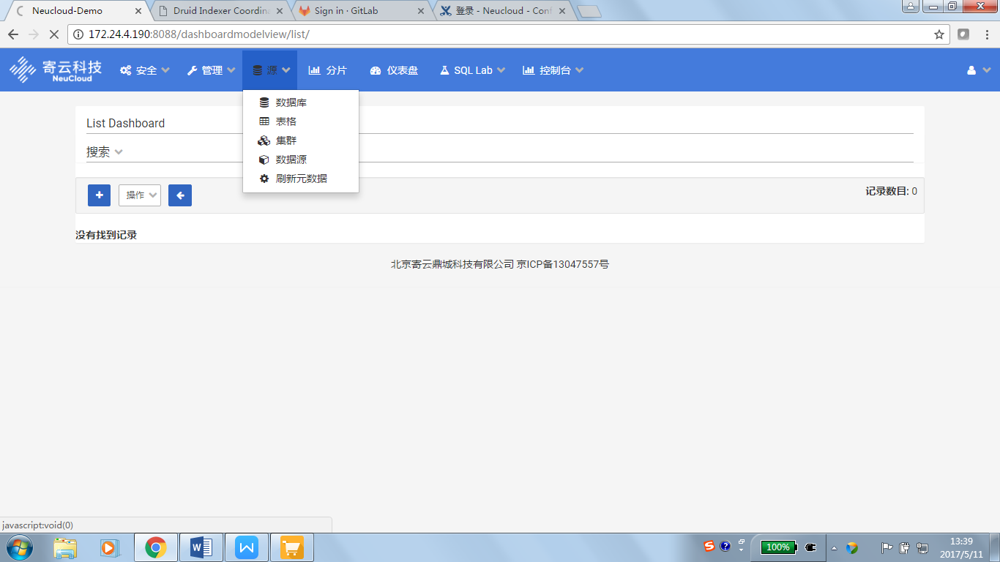 Neucloud-Demo
Druid Indexer Coordina
Sign in · GitLab
登录 - Neucloud - Conf
172.24.4.190:8088/dashboardmodelview/list/
寄云科技
NeuCloud
安全
管理
源
分片
仪表盘
SQL Lab
控制台
数据库
表格
集群
数据源
刷新元数据
List Dashboard
搜索
操作
记录数目: 0
没有找到记录
北京寄云鼎城科技有限公司 京ICP备13047557号
javascript:void(0)
100%
13:39
2017/5/11